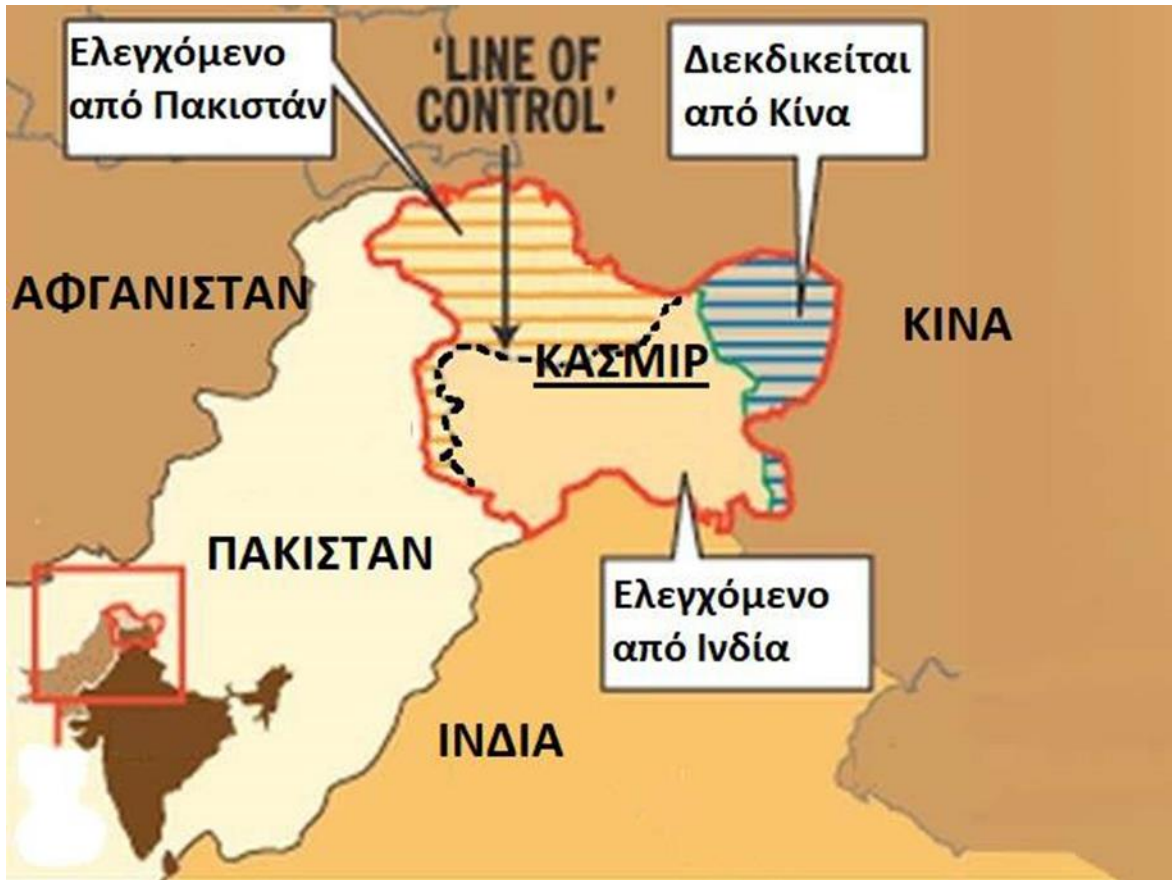 Ελεγχόμενο
από Πακιστάν
‘LINE OF
CONTROL’
Διεκδικείται
από Κίνα
ΑΦΓΑΝΙΣΤΑΝ
ΚΙΝΑ
ΚΑΣΜΙΡ
ΠΑΚΙΣΤΑΝ
Ελεγχόμενο
από Ινδία
ΙΝΔΙΑ